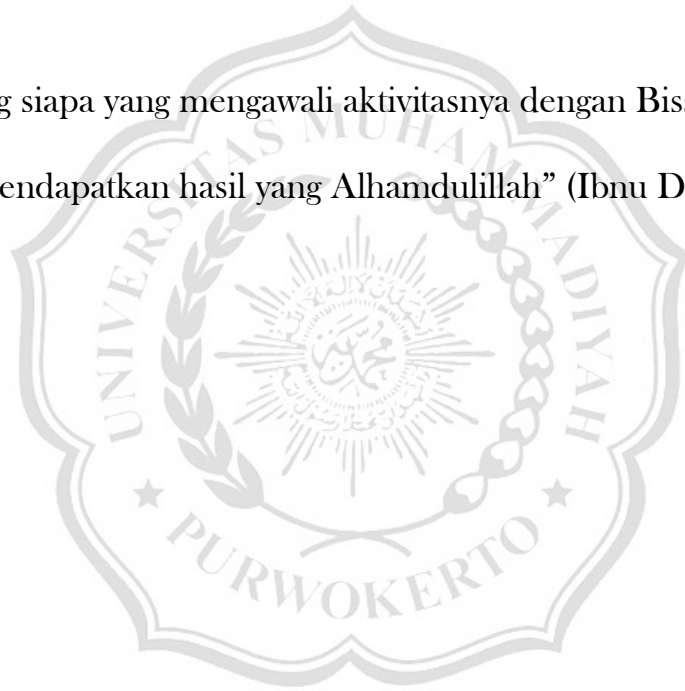 g siapa yang mengawali aktivitasnya dengan Bis
endapatkan hasil yang Alhamdulillah” (Ibnu D
UNIVERSITAS MUHAMMADIYAH
PURWOKERTO